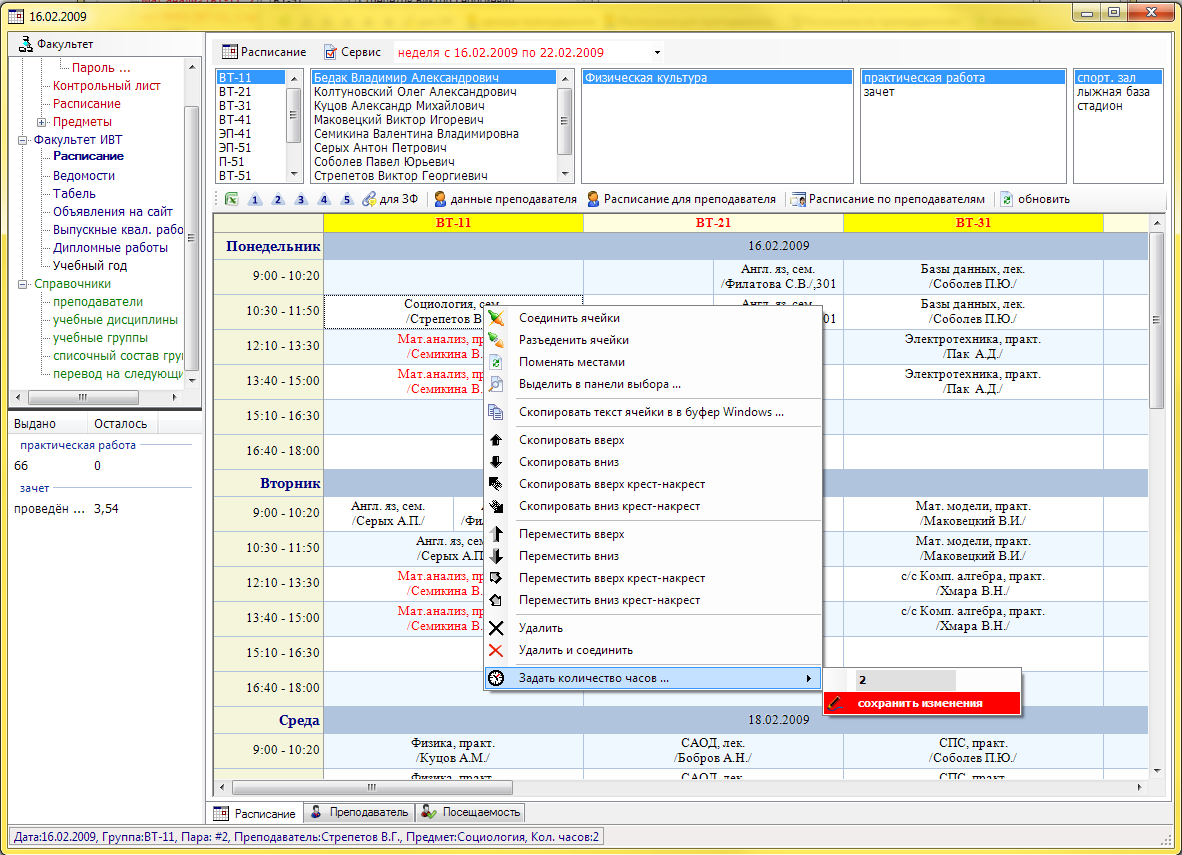 16.02.2009
Факультет
Пароль ...
Контрольный лист
Расписание
Предметы
Факультет ИВТ
Расписание
Ведомости
Табель
Объявления на сайт
Выпускные квал. рабо
Дипломные работы
Учебный год
Справочники
преподаватели
учебные дисциплины
учебные группы
списочный состав гру
перевод на следующи
Выдано Осталось
практическая работа
66 0
зачет
проведён ... 3,54
Расписание Сервис неделя с 16.02.2009 по 22.02.2009
ВТ-11
ВТ-21
ВТ-31
ВТ-41
ЭП-41
ЭП-51
П-51
ВТ-51
Бедак Владимир Александрович
Колтуновский Олег Александрович
Куцов Александр Михайлович
Маковецкий Виктор Игоревич
Семикина Валентина Владимировна
Серых Антон Петрович
Соболев Павел Юрьевич
Стрепетов Виктор Георгиевич
Физическая культура
практическая работа
зачет
спорт. зал
лыжная база
стадион
1 2 3 4 5 для ЗФ данные преподавателя Расписание для преподавателя Расписание по преподавателям обновить
ВТ-11 ВТ-21 ВТ-31
Понедельник 16.02.2009
9:00 - 10:20 Англ. яз, сем. Базы данных, лек.
/Филатова С.В./,301 /Соболев П.Ю./
10:30 - 11:50 Социология, сем Базы данных, лек.
/Стрепетов В 01 /Соболев П.Ю./
12:10 - 13:30 Мат.анализ, пр Электротехника, практ.
/Семикина В. /Пак А.Д./
13:40 - 15:00 Мат.анализ, пр Электротехника, практ.
/Семикина В. /Пак А.Д./
15:10 - 16:30
16:40 - 18:00
Вторник
9:00 - 10:20 Англ. яз, сем. Мат. модели, практ.
/Серых А.П./ /Фи /Маковецкий В.И./
10:30 - 11:50 Англ. яз, сем Мат. модели, практ.
/Серых А.П /Маковецкий В.И./
12:10 - 13:30 Мат.анализ, пр с/с Комп. алгебра, практ.
/Семикина В. /Хмара В.Н./
13:40 - 15:00 Мат.анализ, пр с/с Комп. алгебра, практ.
/Семикина В. /Хмара В.Н./
15:10 - 16:30
16:40 - 18:00
Среда 18.02.2009
9:00 - 10:20 Физика, практ. САОД, лек. СПС, практ.
/Куцов А.М./ /Бобров А.Н./ /Соболев П.Ю./
Физика, практ. САОД, лек. СПС, практ.
Соединить ячейки
Разъеденить ячейки
Поменять местами
Выделить в панели выбора ...
Скопировать текст ячейки в в буфер Windows ...
Скопировать вверх
Скопировать вниз
Скопировать вверх крест-накрест
Скопировать вниз крест-накрест
Переместить вверх
Переместить вниз
Переместить вверх крест-накрест
Переместить вниз крест-накрест
Удалить
Удалить и соединить
Задать количество часов ...
2
сохранить изменения
Расписание Преподаватель Посещаемость
Дата:16.02.2009, Группа:ВТ-11, Пара: #2, Преподаватель:Стрепетов В.Г., Предмет:Социология, Кол. часов:2